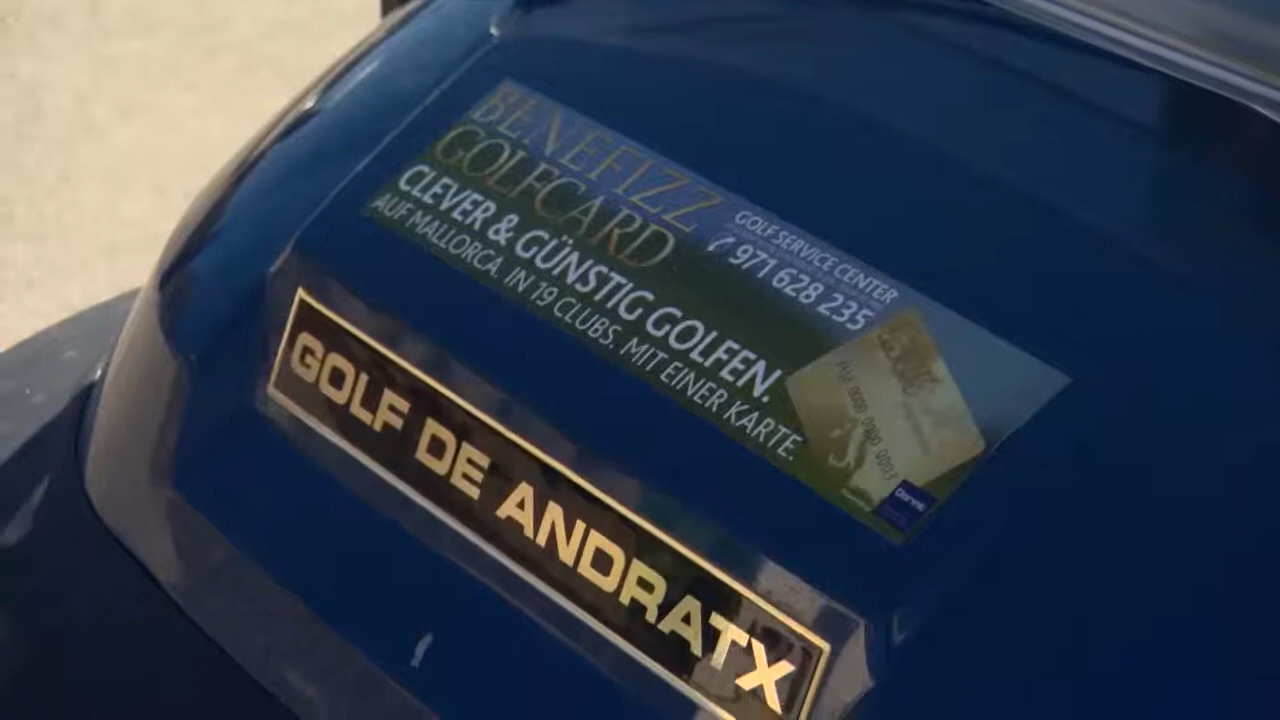 BENEFIZZ
GOLFCARD
CLEVER & GÜNSTIG GOLFEN.
AUF MALLORCA. IN 19 CLUBS. MIT EINER KARTE.
GOLF SERVICE CENTER
971 628 235
GOLF DE ANDRATX